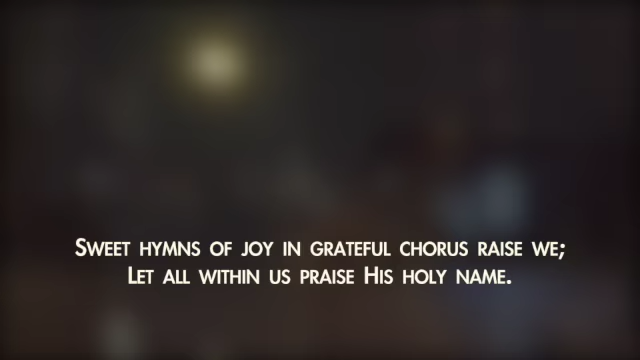 Sweet hymns of joy in grateful chorus raise we;
Let all within us praise His holy name.